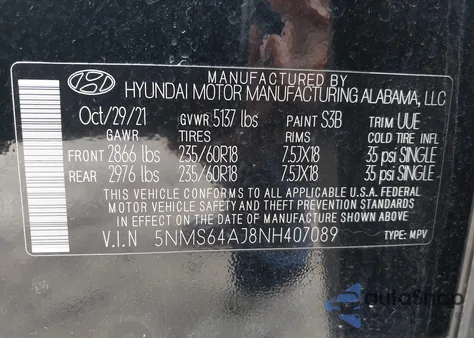 MANUFACTURED BY
HYUNDAI MOTOR MANUFACTURING ALABAMA, LLC
Oct/29/21 GVWR 5137 lbs PAINT S3B TRIM UUE
GAWR TIRES RIMS COLD TIRE INFL
FRONT 2866 lbs 235/60R18 7.5JX18 35 psi SINGLE
REAR 2976 lbs 235/60R18 7.5JX18 35 psi SINGLE
THIS VEHICLE CONFORMS TO ALL APPLICABLE U.S.A. FEDERAL
MOTOR VEHICLE SAFETY AND THEFT PREVENTION STANDARDS
IN EFFECT ON THE DATE OF MANUFACTURE SHOWN ABOVE.
V.I.N 5NMS64AJ8NH407089 TYPE: MPV
autoSnap